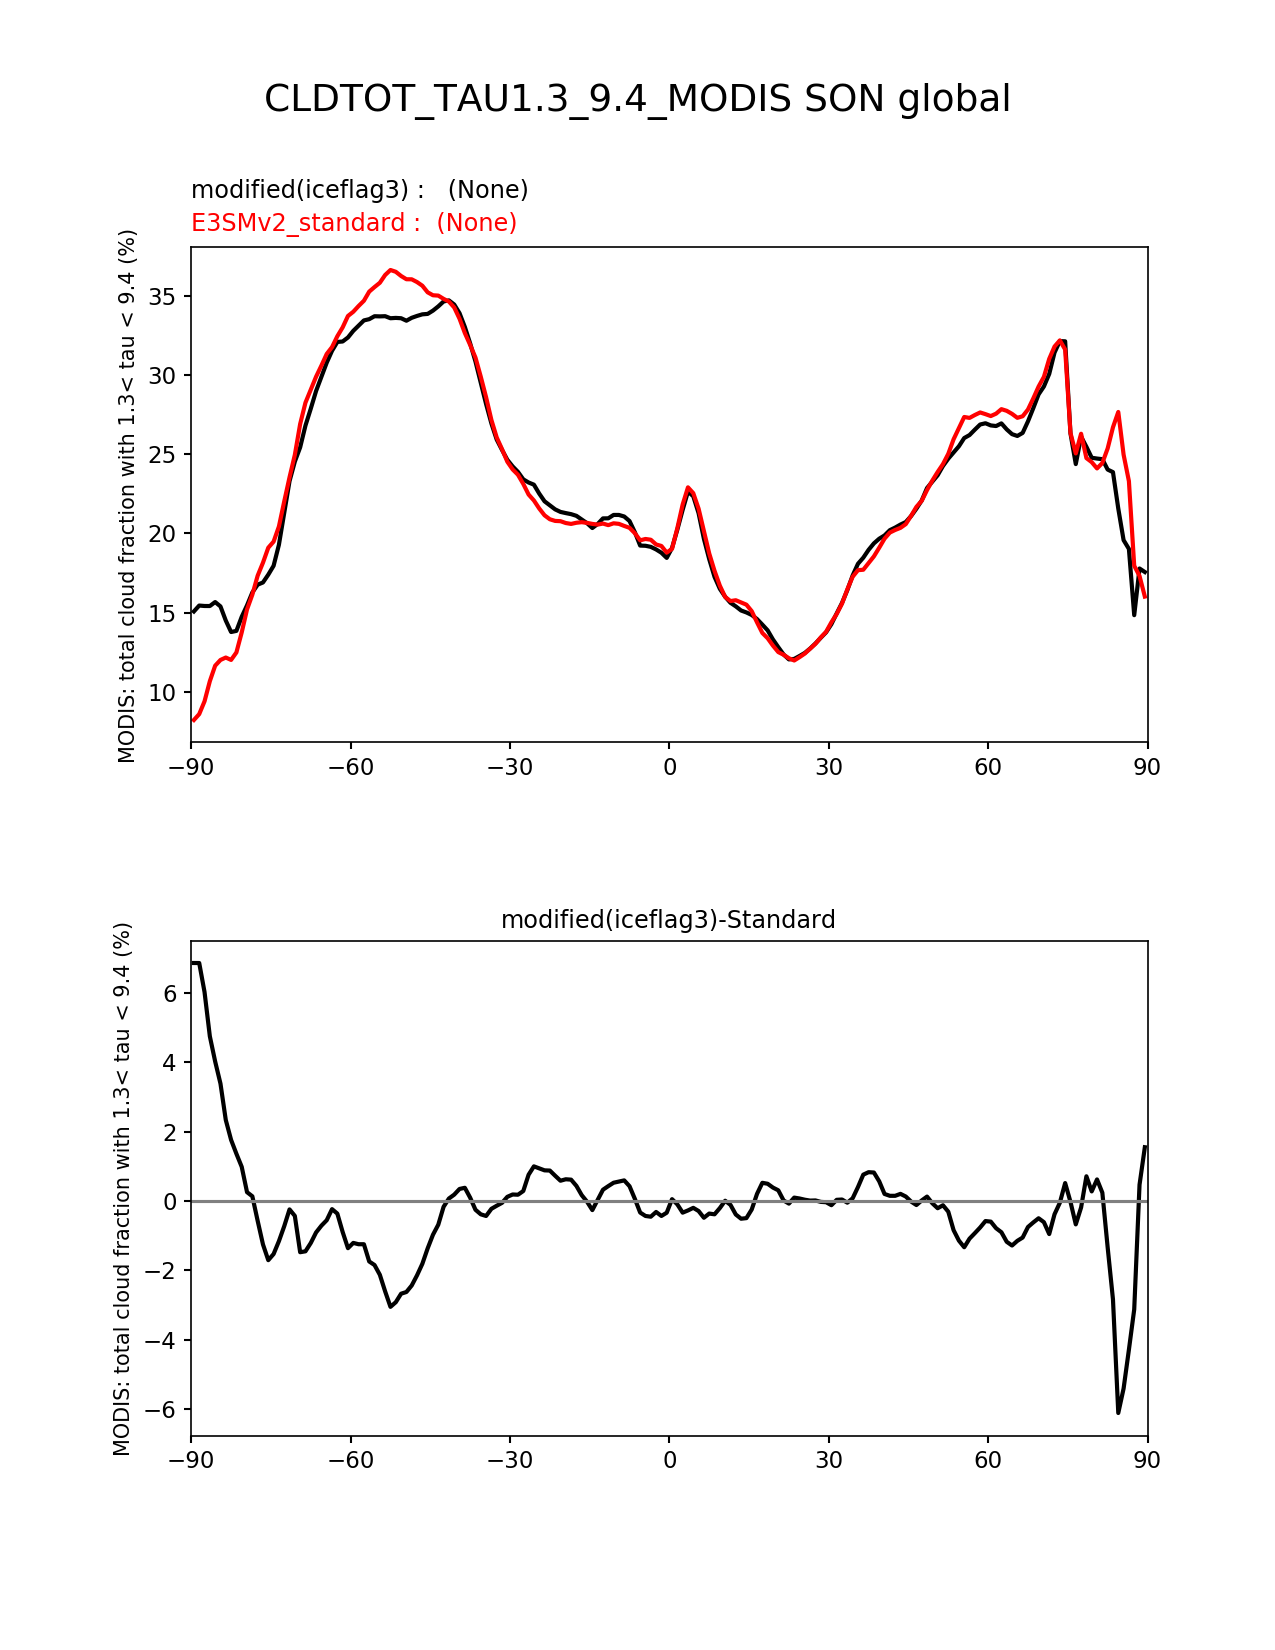 CLDTOT_TAU1.3_9.4_MODIS SON global
modified(iceflag3) :   (None)
E3SMv2_standard :  (None)
MODIS: total cloud fraction with 1.3< tau < 9.4 (%)
35
30
25
20
15
10
−90 −60 −30 0 30 60 90
modified(iceflag3)-Standard
MODIS: total cloud fraction with 1.3< tau < 9.4 (%)
6
4
2
0
−2
−4
−6
−90 −60 −30 0 30 60 90